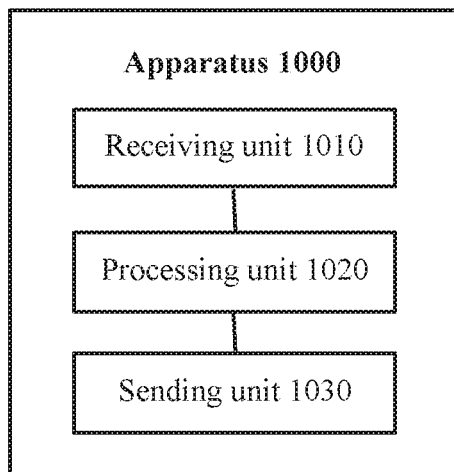 Apparatus 1000
Receiving unit 1010
Processing unit 1020
Sending unit 1030